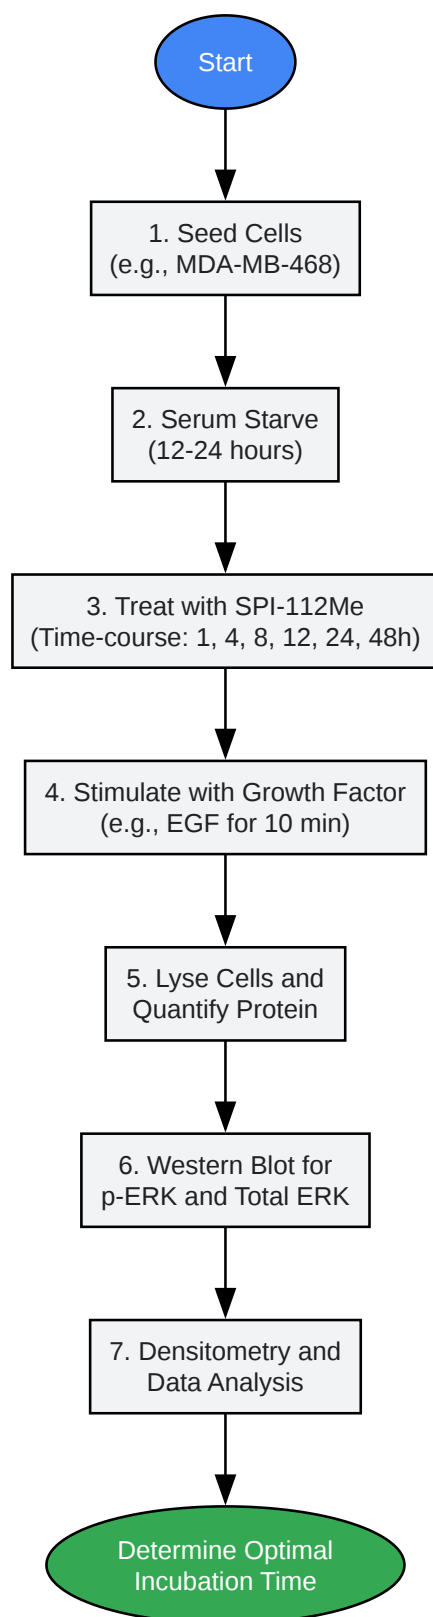 Start
1. Seed Cells
(e.g., MDA-MB-468)
2. Serum Starve
(12-24 hours)
3. Treat with SPI-112Me
(Time-course: 1, 4, 8, 12, 24, 48h)
4. Stimulate with Growth Factor
(e.g., EGF for 10 min)
5. Lyse Cells and
Quantify Protein
6. Western Blot for
p-ERK and Total ERK
7. Densitometry and
Data Analysis
Determine Optimal
Incubation Time